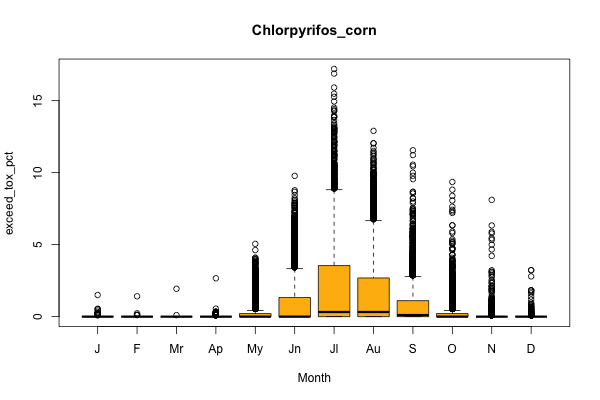 Chlorpyrifos_corn
exceed_tox_pct
15
10
5
0
J F Mr Ap My Jn Jl Au S O N D
Month